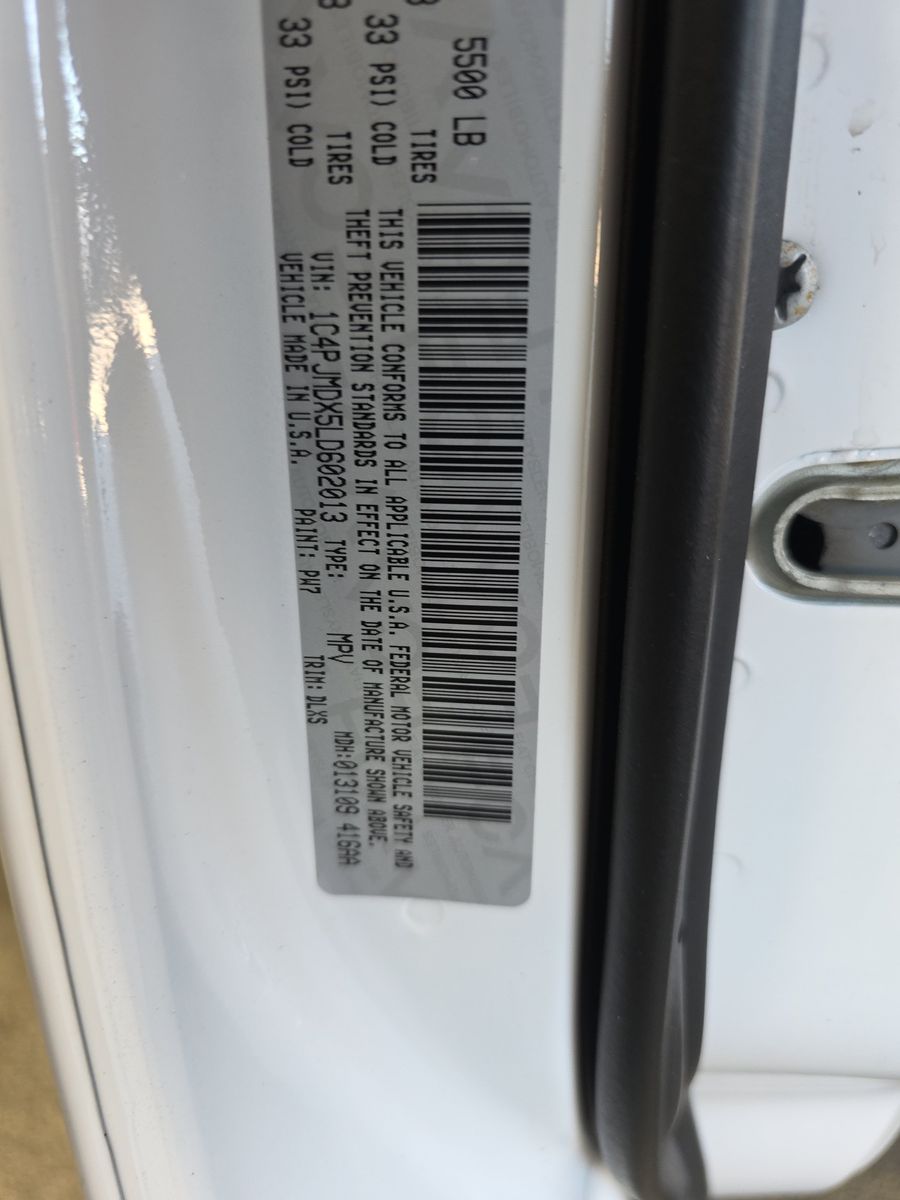 5500 LB
TIRES
33 PSI) COLD
TIRES
33 PSI) COLD
THIS VEHICLE CONFORMS TO ALL APPLICABLE U.S.A. FEDERAL MOTOR VEHICLE SAFETY AND
THEFT PREVENTION STANDARDS IN EFFECT ON THE DATE OF MANUFACTURE SHOWN ABOVE.
VIN: 1C4PJMDX5LD602013 TYPE: MPV MDH:013109 416AA
VEHICLE MADE IN U.S.A. PAINT: PW7 TRIM: DLXS